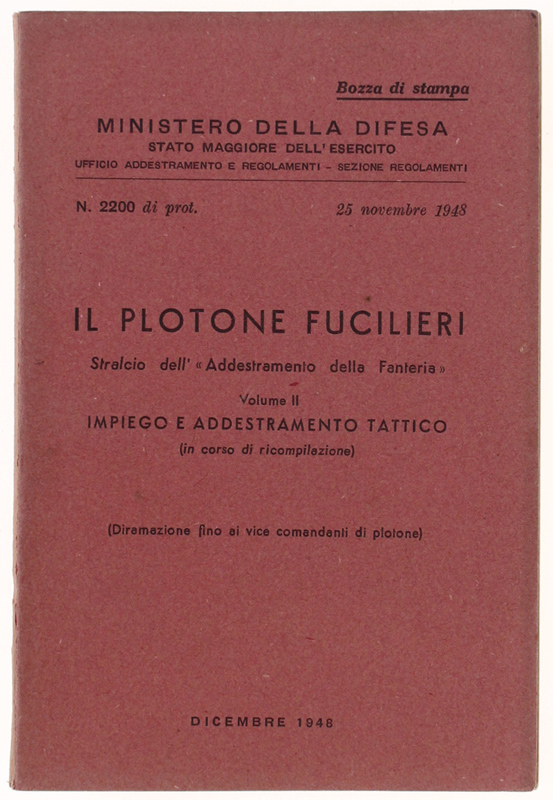 Bozza di stampa
MINISTERO DELLA DIFESA
STATO MAGGIORE DELL'ESERCITO
UFFICIO ADDESTRAMENTO E REGOLAMENTI - SEZIONE REGOLAMENTI
N. 2200 di prot. 25 novembre 1948
IL PLOTONE FUCILIERI
Stralcio dell' «Addestramento della Fanteria»
Volume II
IMPIEGO E ADDESTRAMENTO TATTICO
(in corso di ricompilazione)
(Diramazione fino ai vice comandanti di plotone)
DICEMBRE 1948